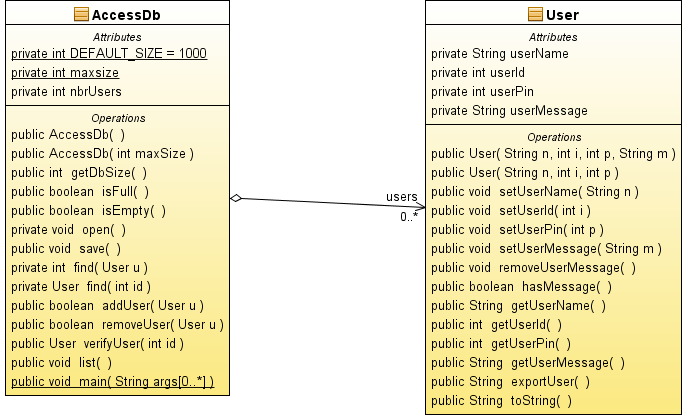 AccessDb
Attributes
private int DEFAULT_SIZE = 1000
private int maxsize
private int nbrUsers
Operations
public AccessDb( )
public AccessDb( int maxSize )
public int getDbSize( )
public boolean isFull( )
public boolean isEmpty( )
private void open( )
public void save( )
private int find( User u )
private User find( int id )
public boolean addUser( User u )
public boolean removeUser( User u )
public User verifyUser( int id )
public void list( )
public void main( String args[0..*] )
users
0..*
User
Attributes
private String userName
private int userId
private int userPin
private String userMessage
Operations
public User( String n, int i, int p, String m )
public User( String n, int i, int p )
public void setUserName( String n )
public void setUserId( int i )
public void setUserPin( int p )
public void setUserMessage( String m )
public void removeUserMessage( )
public boolean hasMessage( )
public String getUserName( )
public int getUserId( )
public int getUserPin( )
public String getUserMessage( )
public String exportUser( )
public String toString( )